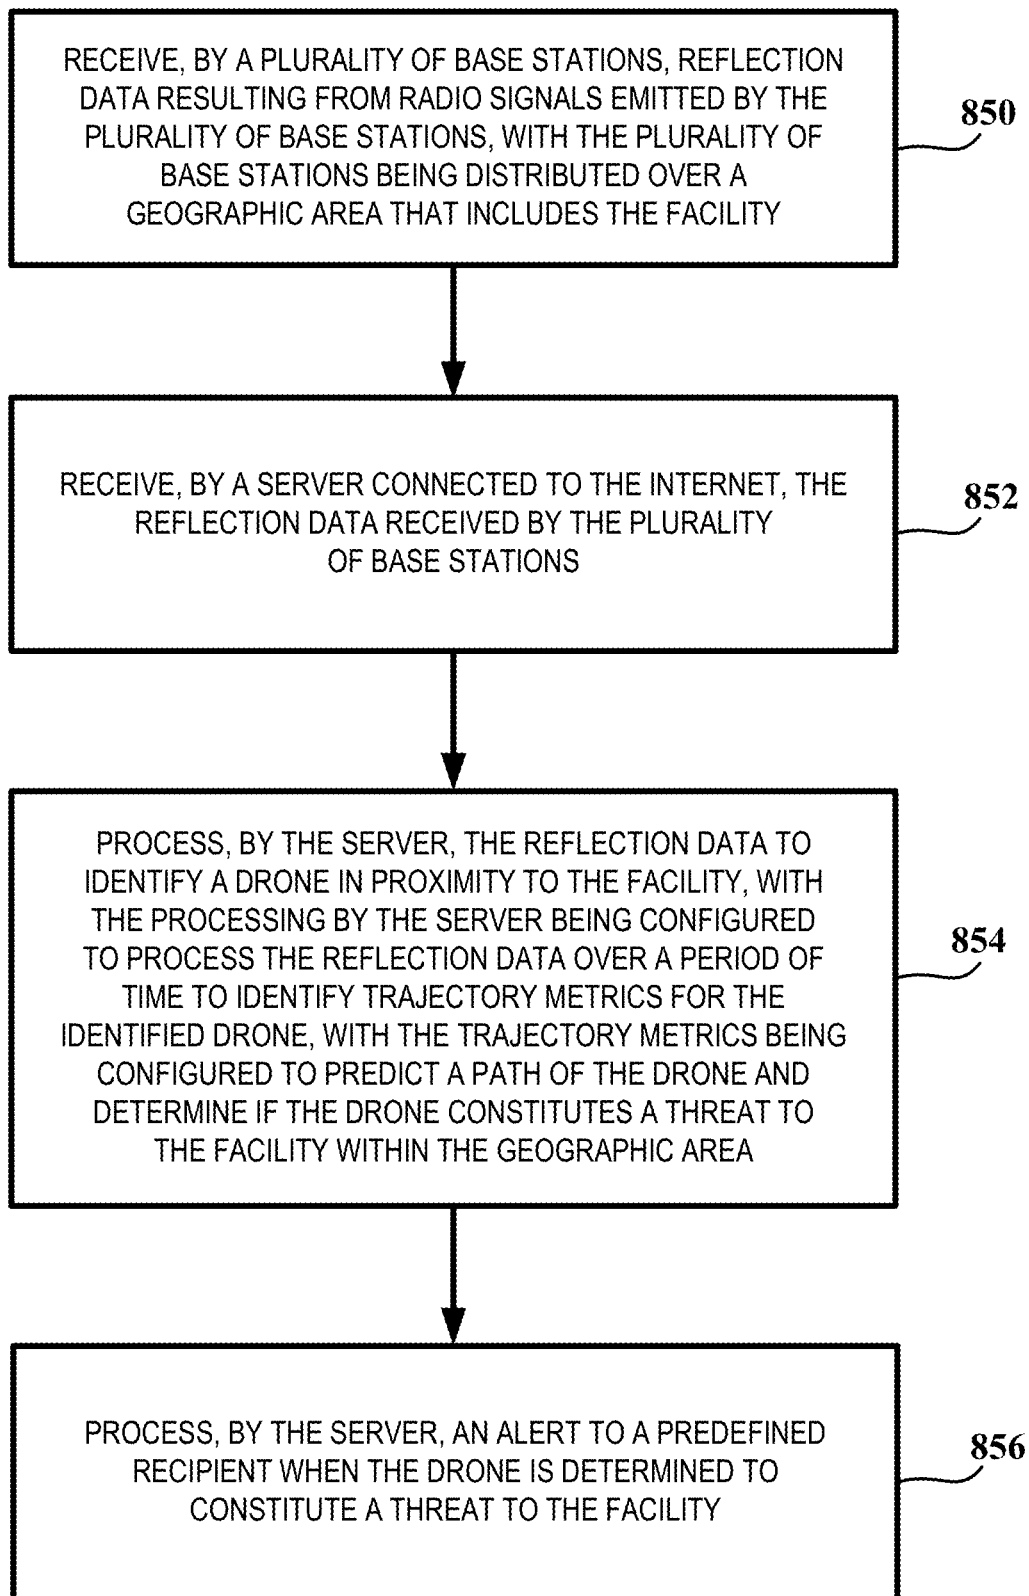 RECEIVE, BY A PLURALITY OF BASE STATIONS, REFLECTION
DATA RESULTING FROM RADIO SIGNALS EMITTED BY THE
PLURALITY OF BASE STATIONS, WITH THE PLURALITY OF
BASE STATIONS BEING DISTRIBUTED OVER A
GEOGRAPHIC AREA THAT INCLUDES THE FACILITY
850
RECEIVE, BY A SERVER CONNECTED TO THE INTERNET, THE
REFLECTION DATA RECEIVED BY THE PLURALITY
OF BASE STATIONS
852
PROCESS, BY THE SERVER, THE REFLECTION DATA TO
IDENTIFY A DRONE IN PROXIMITY TO THE FACILITY, WITH
THE PROCESSING BY THE SERVER BEING CONFIGURED
TO PROCESS THE REFLECTION DATA OVER A PERIOD OF
TIME TO IDENTIFY TRAJECTORY METRICS FOR THE
IDENTIFIED DRONE, WITH THE TRAJECTORY METRICS BEING
CONFIGURED TO PREDICT A PATH OF THE DRONE AND
DETERMINE IF THE DRONE CONSTITUTES A THREAT TO
THE FACILITY WITHIN THE GEOGRAPHIC AREA
854
PROCESS, BY THE SERVER, AN ALERT TO A PREDEFINED
RECIPIENT WHEN THE DRONE IS DETERMINED TO
CONSTITUTE A THREAT TO THE FACILITY
856